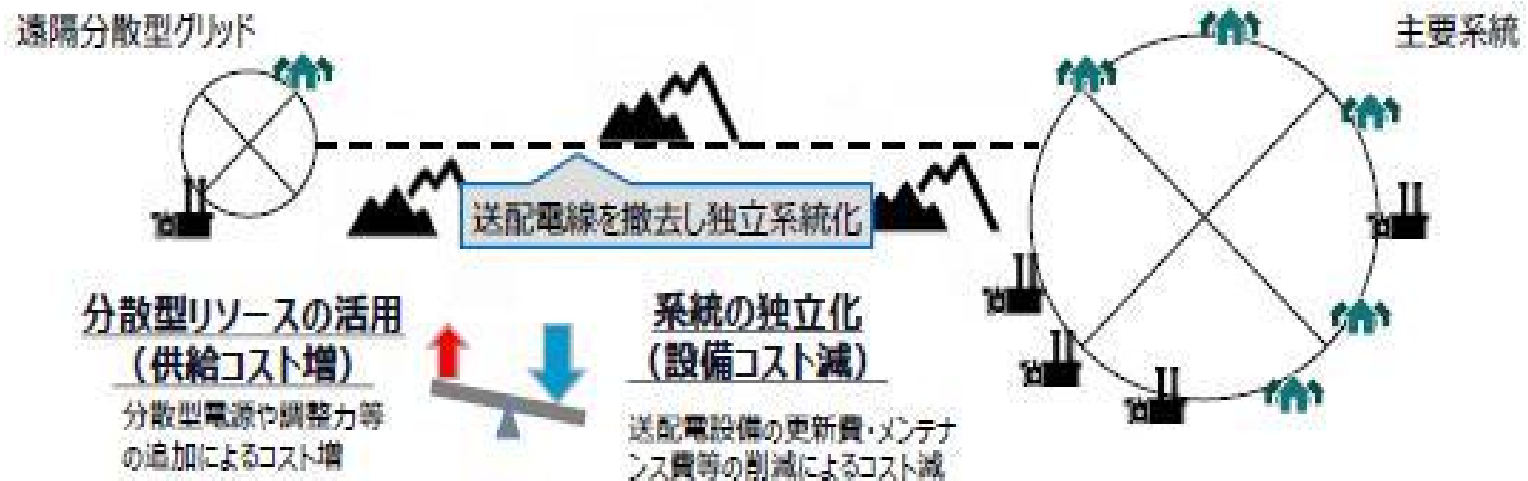 遠隔分散型グリッド
主要系統
送配電線を撤去し独立系統化
分散型リソースの活用
（供給コスト増）
分散型電源や調整力等
の追加によるコスト増
系統の独立化
（設備コスト減）
送配電設備の更新費・メンテナ
ンス費等の削減によるコスト減